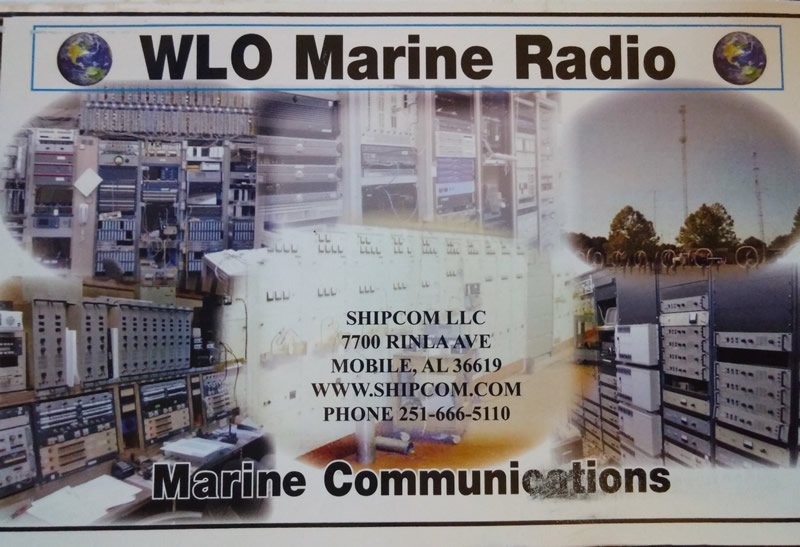 WLO Marine Radio
SHIPCOM LLC
7700 RINLA AVE
MOBILE, AL 36619
WWW.SHIPCOM.COM
PHONE 251-666-5110
Marine Communications